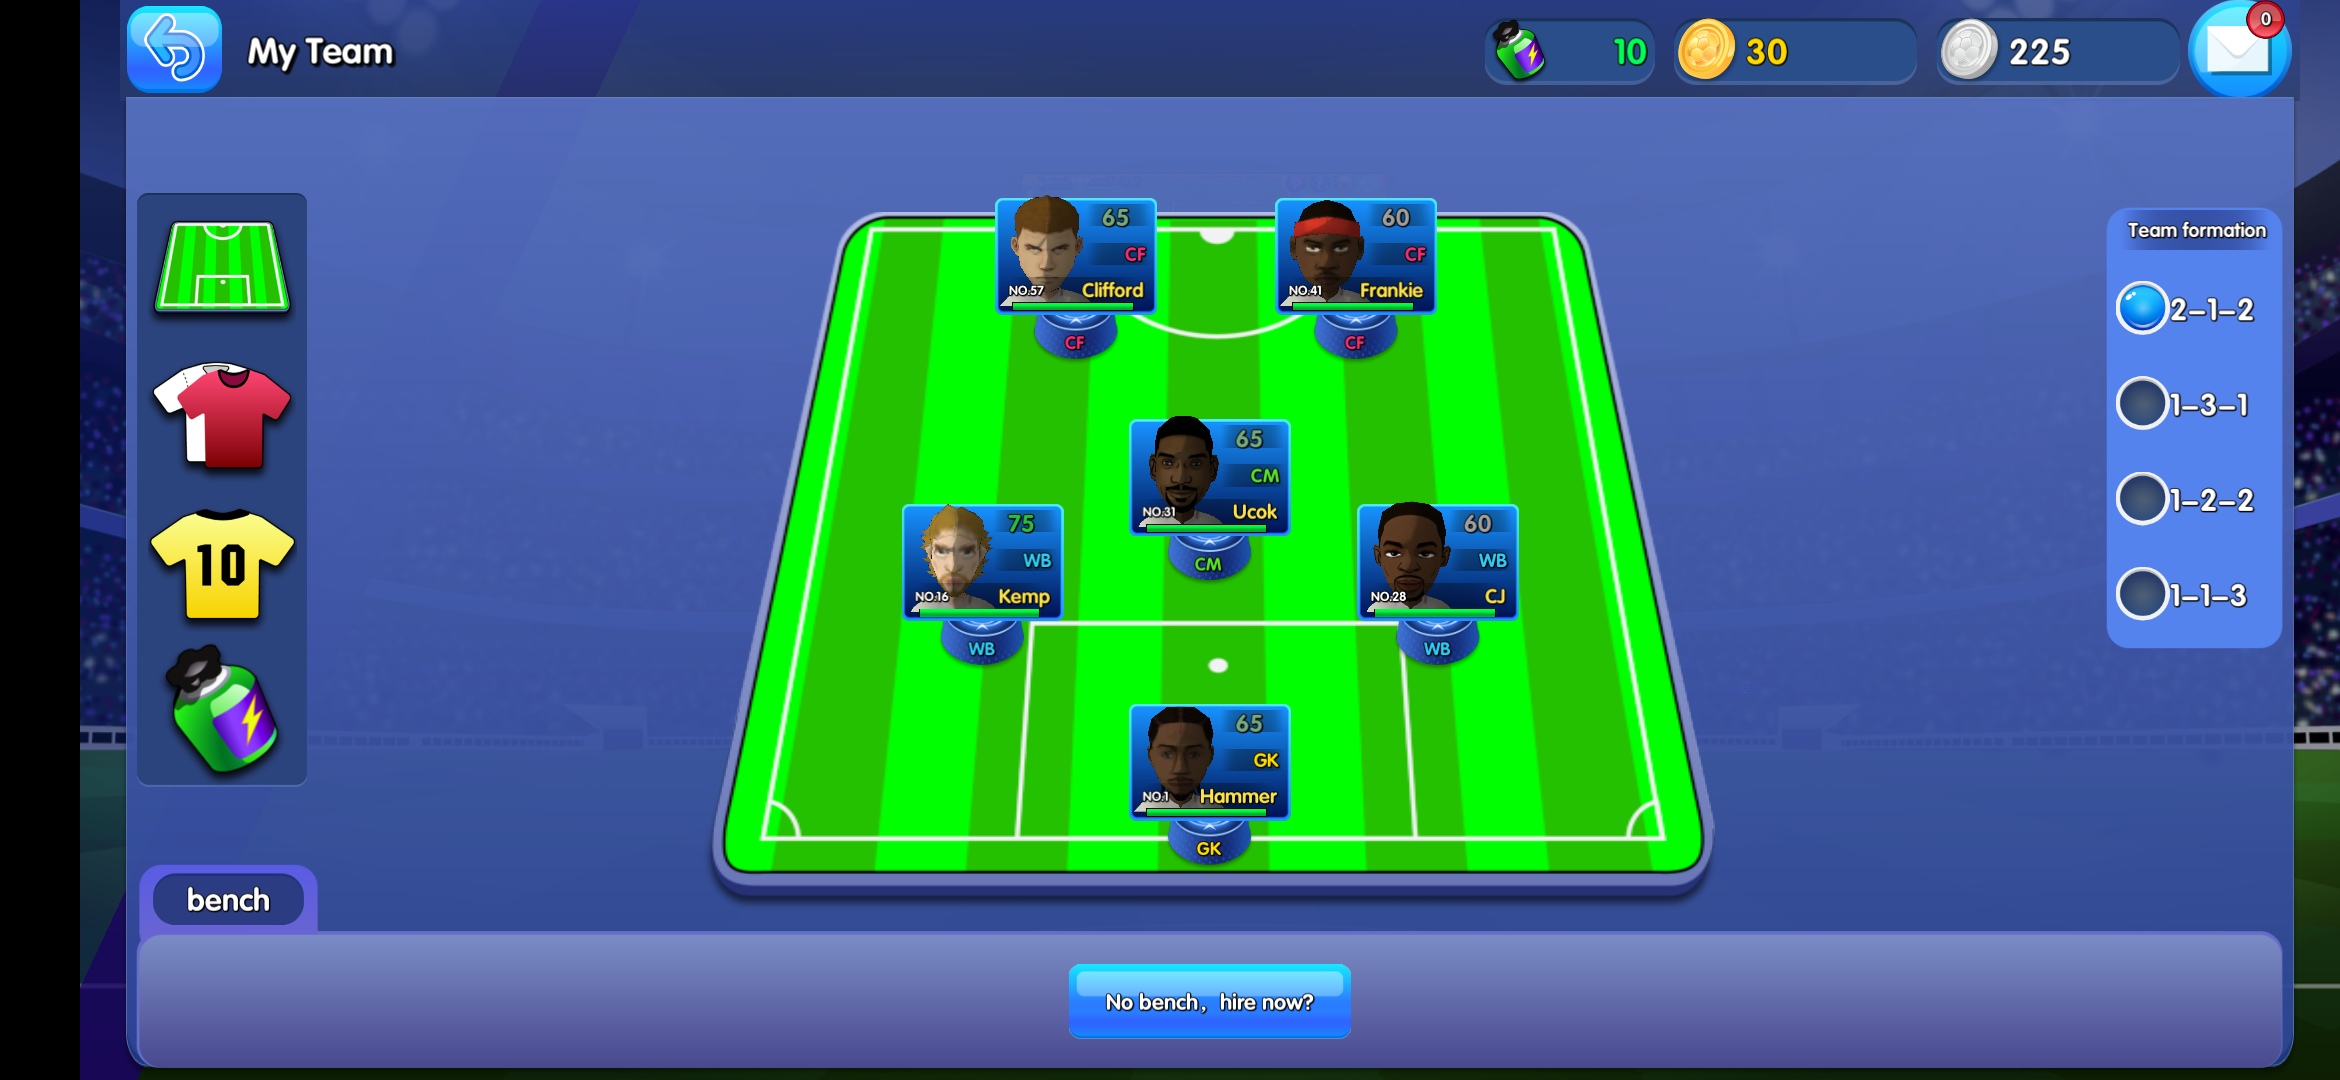 My Team
10
30
225
0
Team formation
2-1-2
1-3-1
1-2-2
1-1-3
65
CF
NO.57 Clifford
CF
60
CF
NO.41 Frankie
CF
65
CM
NO.31 Ucok
CM
75
WB
NO.16 Kemp
WB
60
WB
NO.28 CJ
WB
65
GK
NO.1 Hammer
GK
10
bench
No bench, hire now?